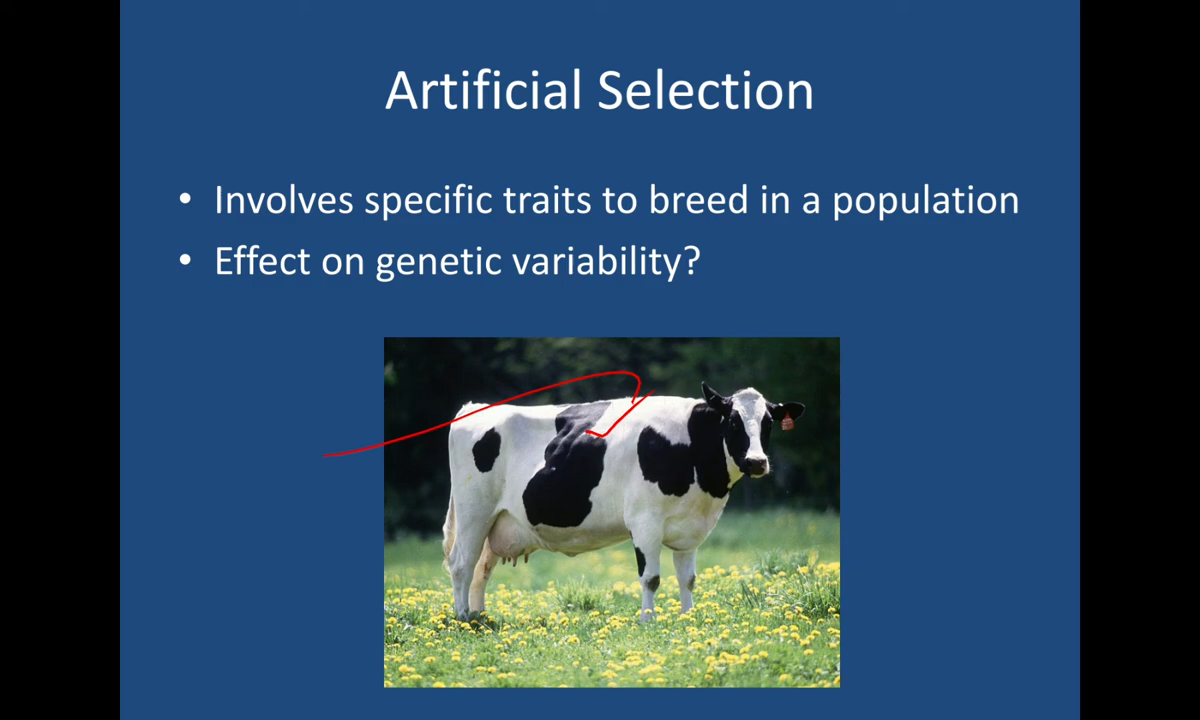 Artificial Selection
• Involves specific traits to breed in a population
• Effect on genetic variability?